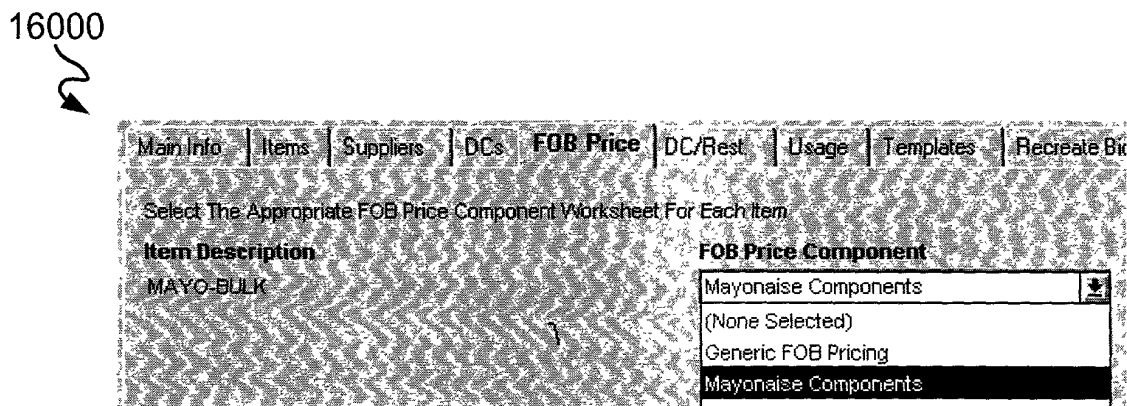 16000
Main Info Items Suppliers DCs FOB Price DC/Rest. Usage Templates Recreate Bid
Select The Appropriate FOB Price Component Worksheet For Each Item
Item Description FOB Price Component
MAYO-BULK Mayonaise Components
(None Selected)
Generic FOB Pricing
Mayonaise Components